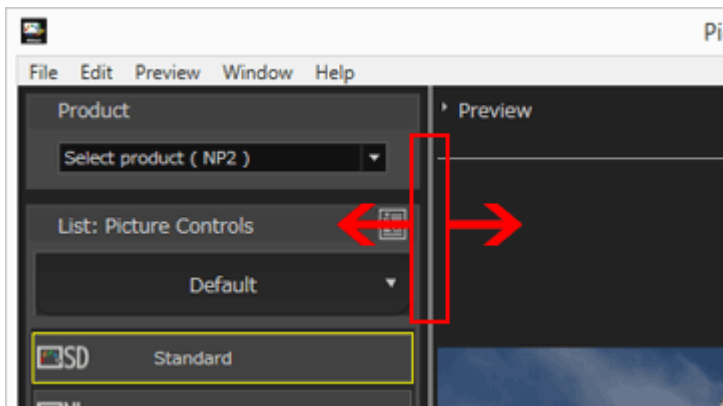 Pi
File Edit Preview Window Help
Product
Preview
Select product ( NP2 )
List: Picture Controls
Default
SD Standard